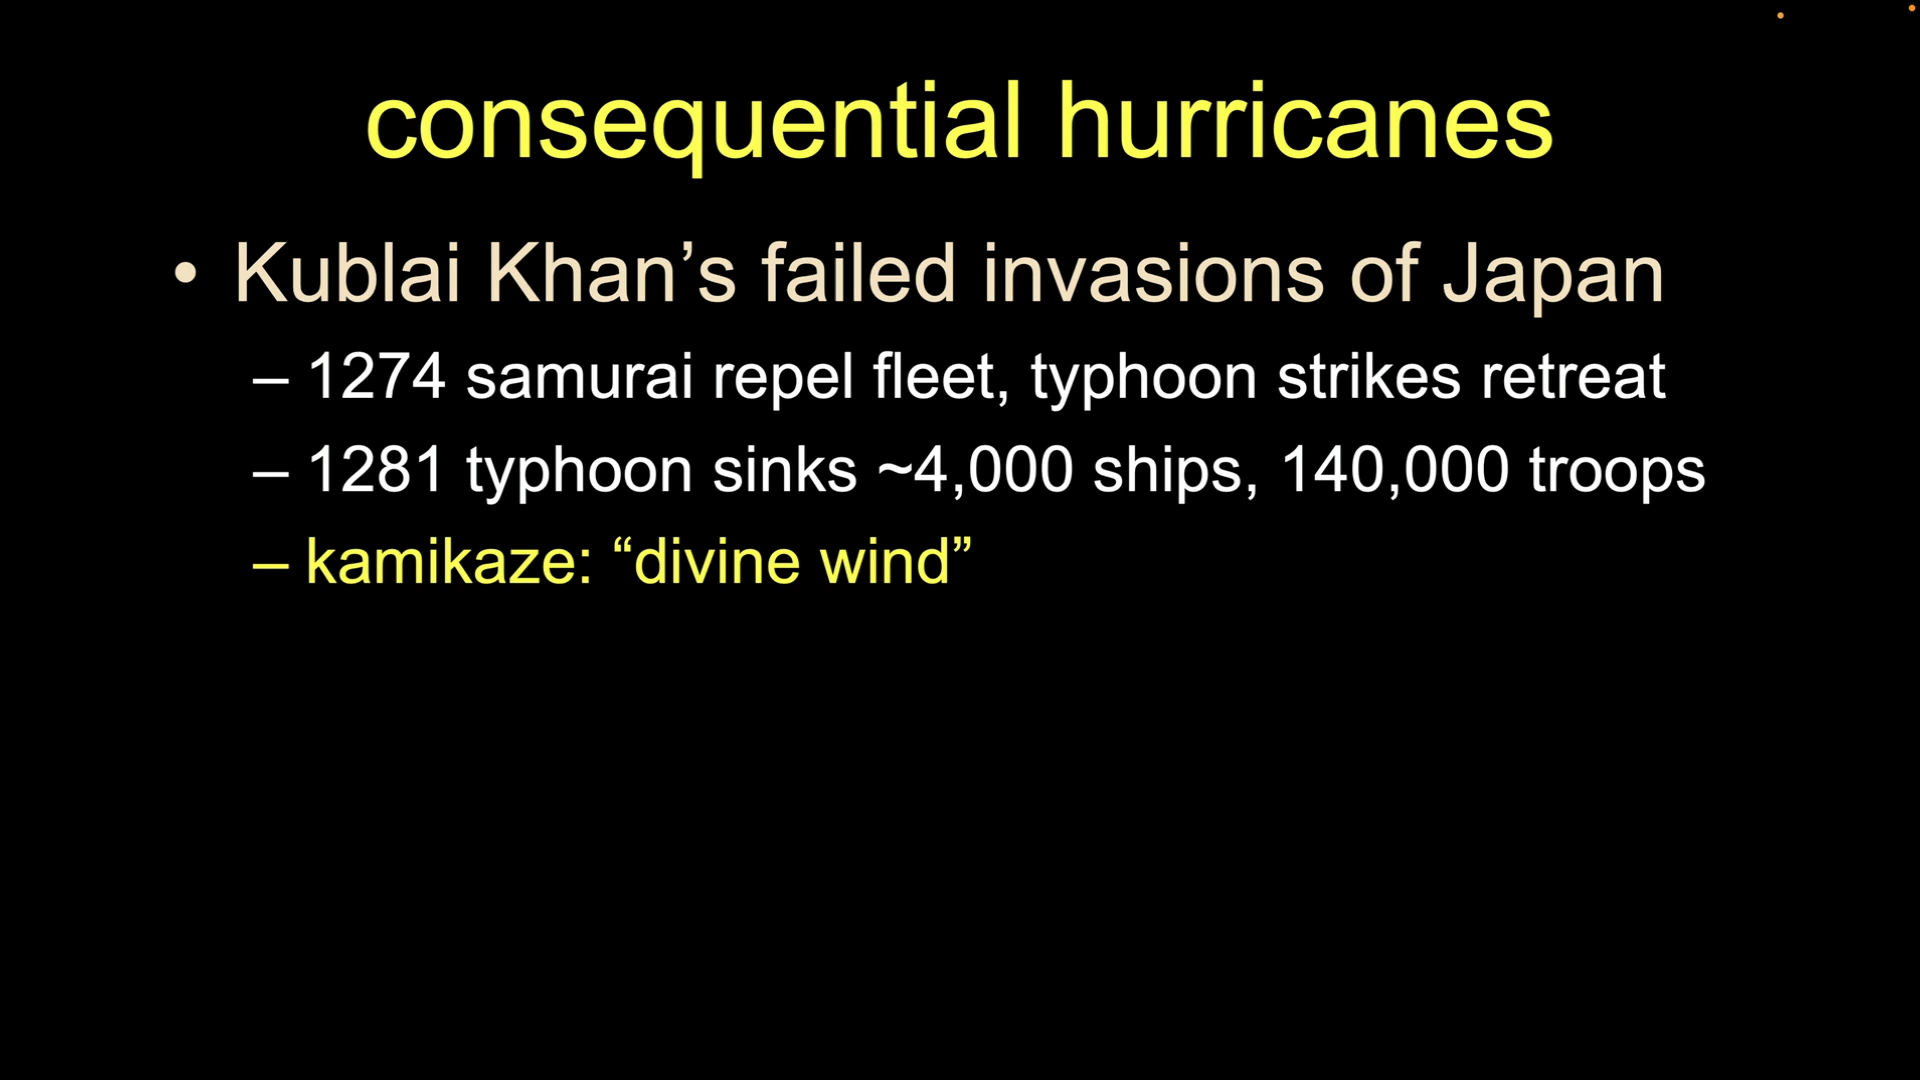 consequential hurricanes
• Kublai Khan’s failed invasions of Japan
– 1274 samurai repel fleet, typhoon strikes retreat
– 1281 typhoon sinks ~4,000 ships, 140,000 troops
– kamikaze: “divine wind”